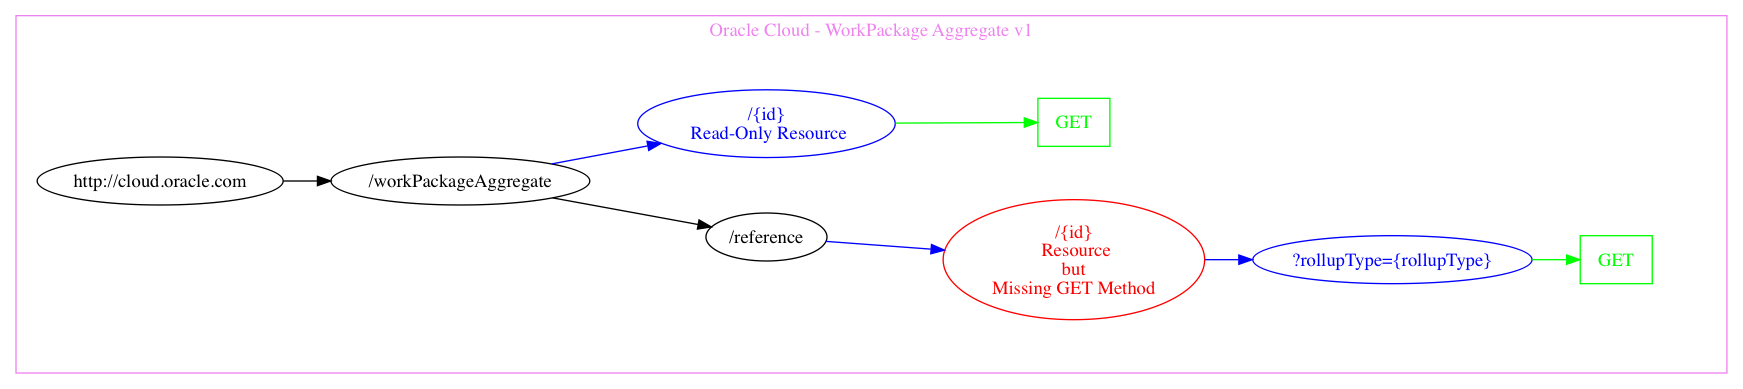 Oracle Cloud - WorkPackage Aggregate v1
/{id}
Read-Only Resource
GET
http://cloud.oracle.com
/workPackageAggregate
/reference
/{id}
Resource
but
Missing GET Method
?rollupType={rollupType}
GET